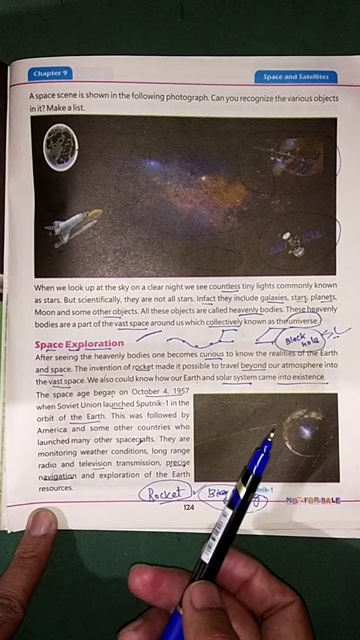 Chapter 9
Space and Satellites
A space scene is shown in the following photograph. Can you recognize the various objects
in it? Make a list.
When we look up at the sky on a clear night we see countless tiny lights commonly known
as stars. But scientifically, they are not all stars. Infact they include galaxies, stars, planets,
Moon and some other objects. All these objects are called heavenly bodies. These heavenly
bodies are a part of the vast space around us which collectively known as the universe.
Space Exploration
Black
hole
After seeing the heavenly bodies one becomes curious to know the realities of the Earth
and space. The invention of rocket made it possible to travel beyond our atmosphere into
the vast space. We also could know how our Earth and solar system came into existence.
The space age began on October 4, 1957
when Soviet Union launched Sputnik-1 in the
orbit of the Earth. This was followed by
America and some other countries who
launched many other spacecrafts. They are
monitoring weather conditions, long range
radio and television transmission, precise
navigation and exploration of the Earth
resources.
Rocket
124
NOT FOR SALE